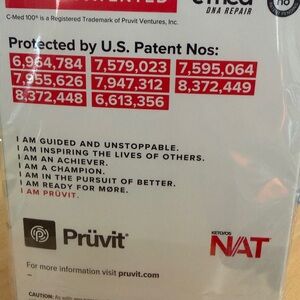 C-Med 100® is a Registered Trademark of Pruvit Ventures, Inc.
DNA REPAIR
Protected by U.S. Patent Nos:
6,964,784 7,579,023 7,595,064
7,955,626 7,947,312 8,372,449
8,372,448 6,613,356
I AM GUIDED AND UNSTOPPABLE.
I AM INSPIRING THE LIVES OF OTHERS.
I AM AN ACHIEVER.
I AM A CHAMPION.
I AM IN THE PURSUIT OF BETTER.
I AM READY FOR MØRE.
I AM PRÜVIT.
Prüvit®
KETO//OS
NAT®
For more information visit pruvit.com